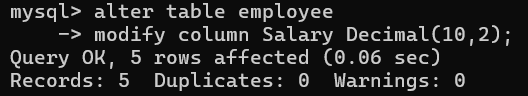 mysql> alter table employee
    -> modify column Salary Decimal(10,2);
Query OK, 5 rows affected (0.06 sec)
Records: 5  Duplicates: 0  Warnings: 0